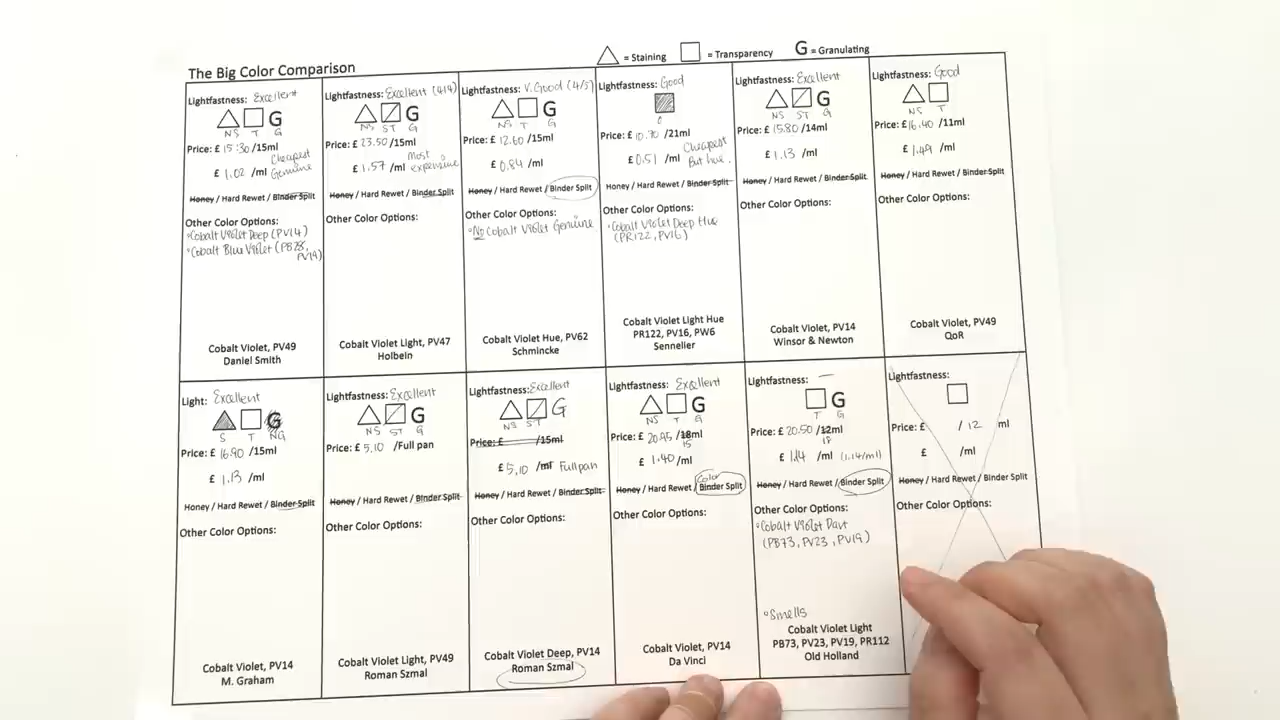 △ = Staining □ = Transparency G = Granulating
The Big Color Comparison
Lightfastness: Excellent
G
NS T G
Price: £ 15.30 /15ml
£ 1.02 /ml Cheapest Genuine
Honey / Hard Rewet / Binder Split
Other Color Options:
•Cobalt Violet Deep (PV14)
•Cobalt Blue Violet (PB28, PV19)
Cobalt Violet, PV49
Daniel Smith
Lightfastness: Excellent (4/4)
G
NS ST G
Price: £ 23.50 /15ml
£ 1.57 /ml Most expensive
Honey / Hard Rewet / Binder Split
Other Color Options:
Cobalt Violet Light, PV47
Holbein
Lightfastness: V. Good (4/5)
G
NS T G
Price: £ 12.60 /15ml
£ 0.84 /ml
Honey / Hard Rewet / Binder Split
Other Color Options:
•No Cobalt Violet Genuine
Cobalt Violet Hue, PV62
Schmincke
Lightfastness: Good
O
Price: £ 10.70 /21ml
£ 0.51 /ml Cheapest But hue.
Honey / Hard Rewet / Binder Split
Other Color Options:
•Cobalt Violet Deep Hue
(PR122, PV16)
Cobalt Violet Light Hue
PR122, PV16, PW6
Sennelier
Lightfastness: Excellent
G
NS ST G
Price: £ 15.80 /14ml
£ 1.13 /ml
Honey / Hard Rewet / Binder Split
Other Color Options:
Cobalt Violet, PV14
Winsor & Newton
Lightfastness: Good
NS T
Price: £ 16.40 /11ml
£ 1.49 /ml
Honey / Hard Rewet / Binder Split
Other Color Options:
Cobalt Violet, PV49
QoR
Light: Excellent
G
S T NG
Price: £ 16.90 /15ml
£ 1.13 /ml
Honey / Hard Rewet / Binder Split
Other Color Options:
Cobalt Violet, PV14
M. Graham
Lightfastness: Excellent
G
NS ST G
Price: £ 5.10 /Full pan
Honey / Hard Rewet / Binder Split
Other Color Options:
Cobalt Violet Light, PV49
Roman Szmal
Lightfastness: Excellent
G
NS ST
Price: £ /15ml
£ 5.10 /ml Full pan
Honey / Hard Rewet / Binder Split
Other Color Options:
Cobalt Violet Deep, PV14
Roman Szmal
Lightfastness: Excellent
G
NS T G
Price: £ 20.95 /18ml
15
£ 1.40 /ml
Color
Honey / Hard Rewet / Binder Split
Other Color Options:
Cobalt Violet, PV14
Da Vinci
Lightfastness: —
G
T G
Price: £ 20.50 /12ml
18
£ 1.14 /ml (1.14/ml)
Honey / Hard Rewet / Binder Split
Other Color Options:
•Cobalt Violet Dark
(PB73, PV23, PV19)
•Smells
Cobalt Violet Light
PB73, PV23, PV19, PR112
Old Holland
Lightfastness:
Price: £ / 12 ml
£ /ml
Honey / Hard Rewet / Binder Split
Other Color Options: